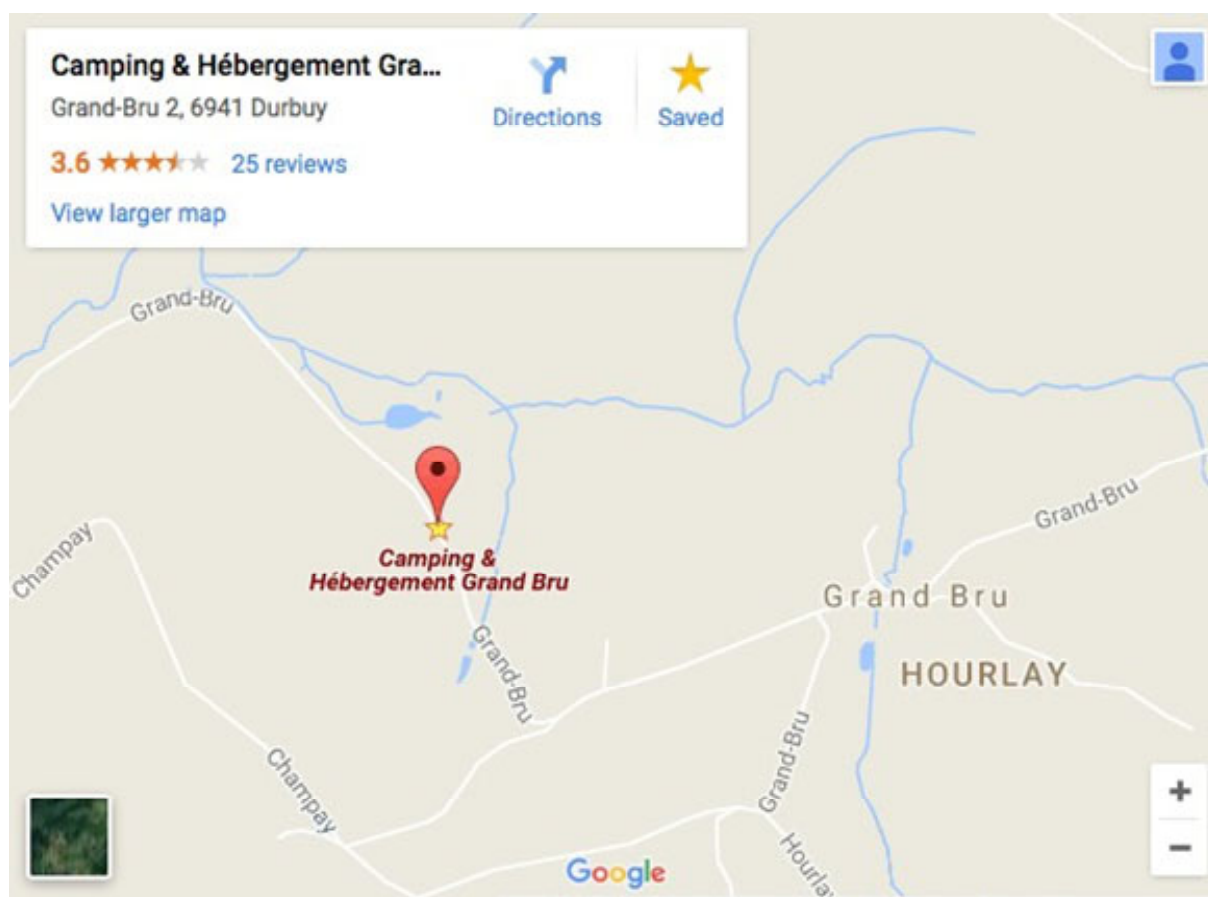 Camping & Hébergement Gra...
Grand-Bru 2, 6941 Durbuy
3.6
25 reviews
View larger map
Directions
Saved
Grand-Bru
Champay
Camping &
Hébergement Grand Bru
Grand-Bru
Grand-Bru
Grand Bru
HOURLAY
Grand-Bru
Champay
Hourlay
Google
+
−